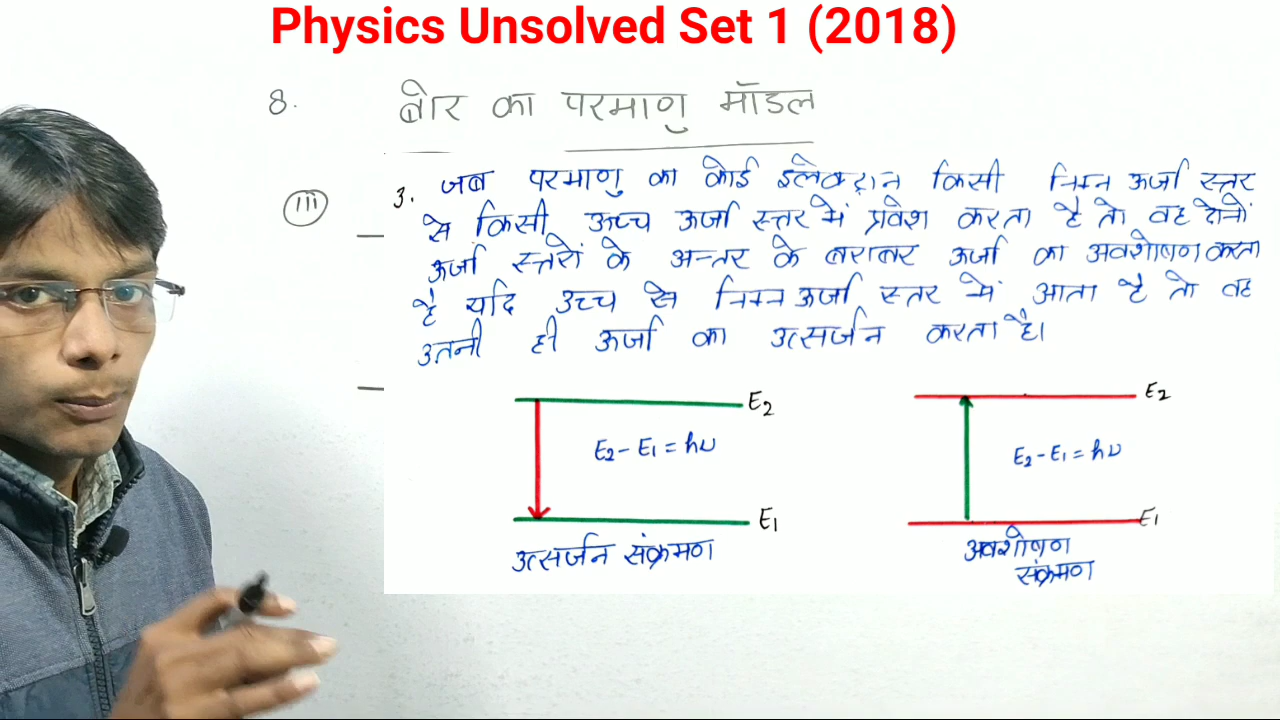 Physics Unsolved Set 1 (2018)
8. बोर का परमाणु मॉडल
(iii) 3. जब परमाणु का कोई इलेक्ट्रान किसी निम्न ऊर्जा स्तर
से किसी ऊच्च ऊर्जा स्तर में प्रवेश करता है तो वह दोनों
ऊर्जा स्तरों के अन्तर के बराबर ऊर्जा का अवशोषण करता
है यदि उच्च से निम्न ऊर्जा स्तर में आता है तो वह
उतनी ही ऊर्जा का उत्सर्जन करता है।
E2 E2
E2 - E1 = hν E2 - E1 = hν
E1 E1
उत्सर्जन संक्रमण अवशोषण
संक्रमण